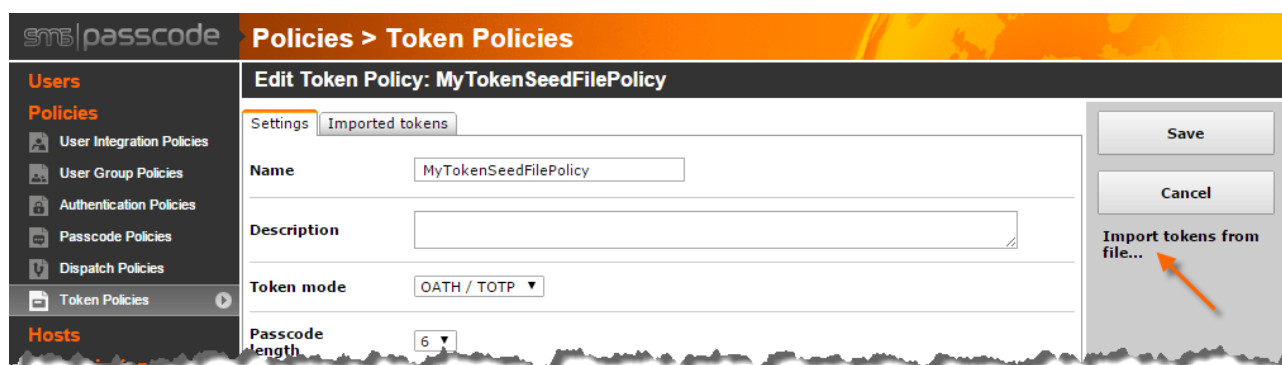 sms|passcode
Policies > Token Policies
Users
Policies
User Integration Policies
User Group Policies
Authentication Policies
Passcode Policies
Dispatch Policies
Token Policies
Hosts
Edit Token Policy: MyTokenSeedFilePolicy
Settings
Imported tokens
Name
MyTokenSeedFilePolicy
Description
Token mode
OATH / TOTP
Passcode
length
6
Save
Cancel
Import tokens from
file...